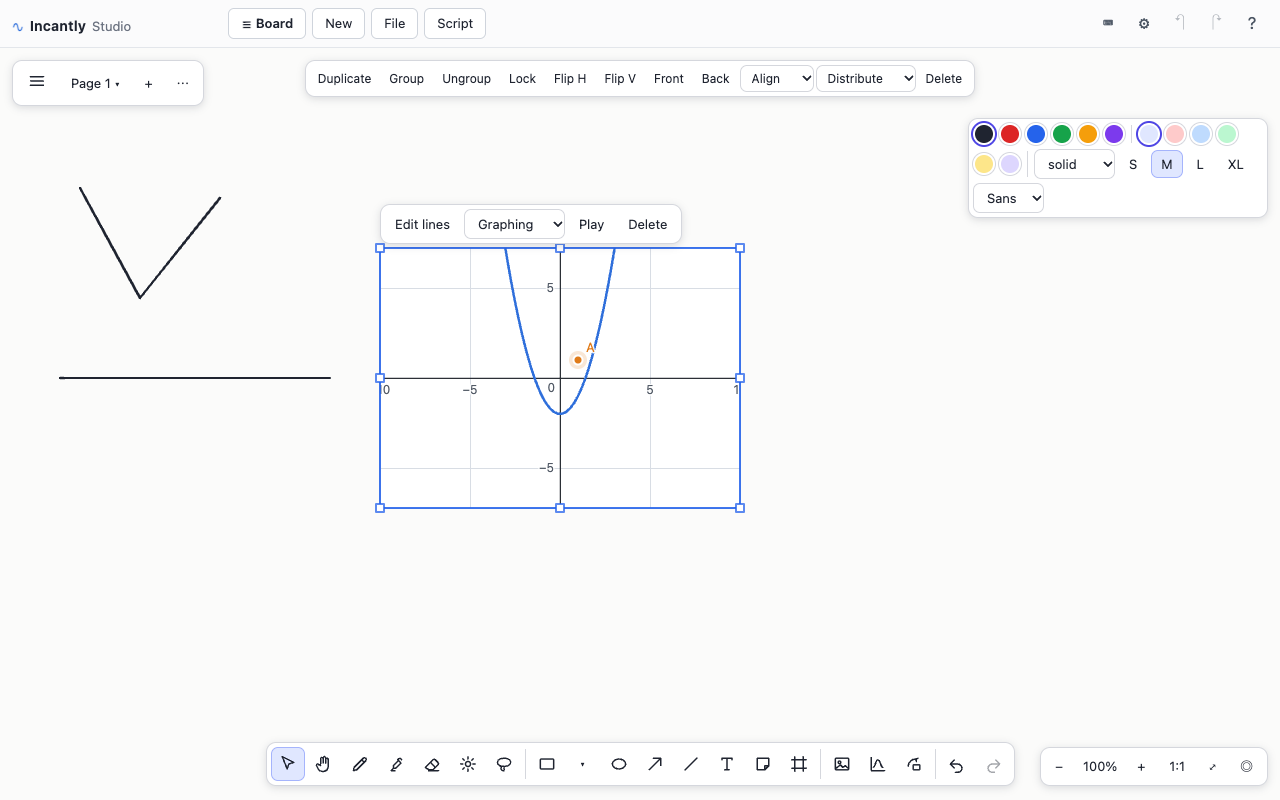 Incantly Studio
Board New File Script
?
Page 1 + ...
Duplicate Group Ungroup Lock Flip H Flip V Front Back Align Distribute Delete
solid S M L XL
Sans
Edit lines Graphing Play Delete
5
A
0
−5
0
5
1
−5
− 100% + 1:1